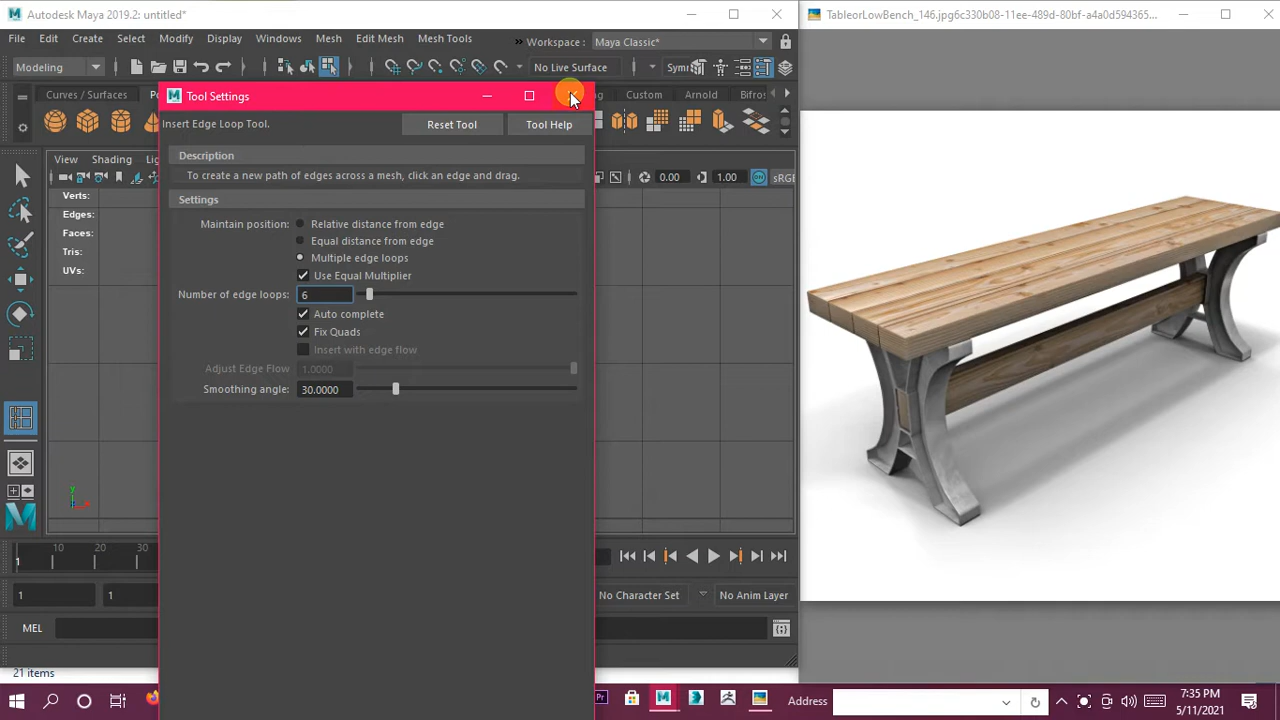 Autodesk Maya 2019.2: untitled*
TableorLowBench_146.jpg6c330b08-11ee-489d-80bf-a4a0d594365...
File Edit Create Select Modify Display Windows Mesh Edit Mesh Mesh Tools » Workspace: Maya Classic*
Modeling No Live Surface
Curves / Surfaces Custom Arnold
Tool Settings
Insert Edge Loop Tool.
Reset Tool Tool Help
View Shading
Description
To create a new path of edges across a mesh, click an edge and drag.
0.00 1.00 ON
Verts:
Edges:
Faces:
Tris:
UVs:
Settings
Maintain position: Relative distance from edge
Equal distance from edge
Multiple edge loops
Use Equal Multiplier
Number of edge loops: 6
Auto complete
Fix Quads
Insert with edge flow
Adjust Edge Flow 1.0000
Smoothing angle: 30.0000
y
x
1 10 20 30
1 1
No Character Set No Anim Layer
MEL
21 items
Pr
Address
7:35 PM
5/11/2021